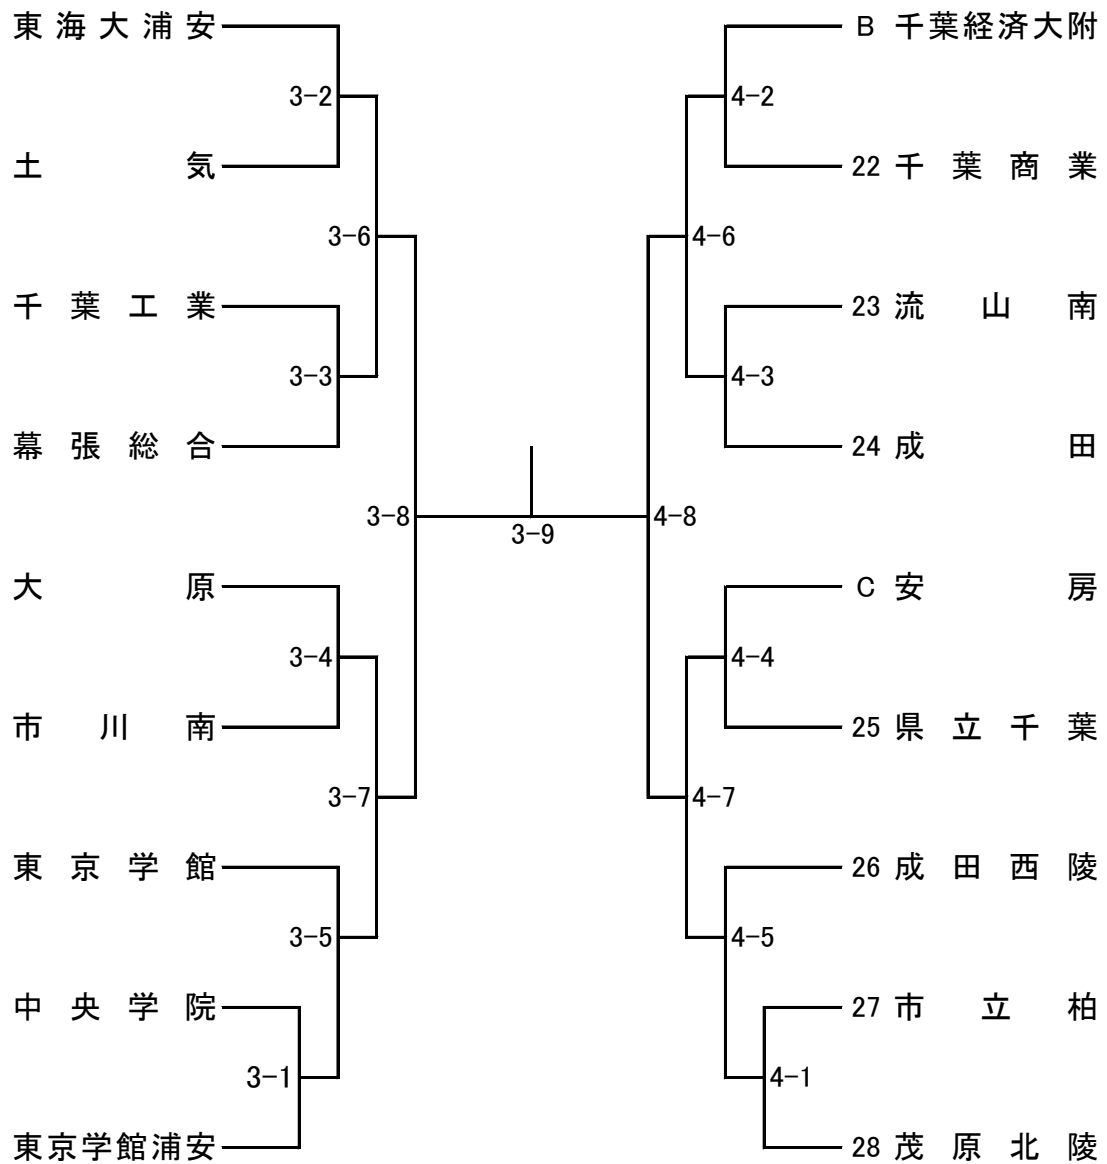 東海大浦安
B 千葉経済大附
3-2
4-2
土気
22 千葉商業
3-6
4-6
千葉工業
23 流山南
3-3
4-3
幕張総合
24 成田
3-8
4-8
3-9
大原
C 安房
3-4
4-4
市川南
25 県立千葉
3-7
4-7
東京学館
26 成田西陵
3-5
4-5
中央学院
27 市立柏
3-1
4-1
東京学館浦安
28 茂原北陵